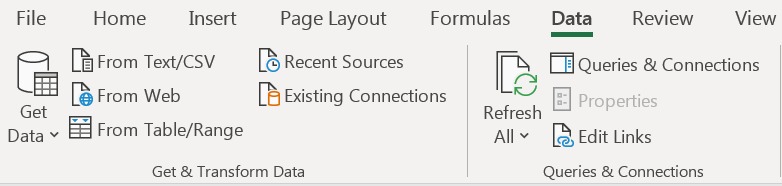 File Home Insert Page Layout Formulas Data Review View
Get Data
From Text/CSV
From Web
From Table/Range
Recent Sources
Existing Connections
Get & Transform Data
Refresh All
Queries & Connections
Properties
Edit Links
Queries & Connections